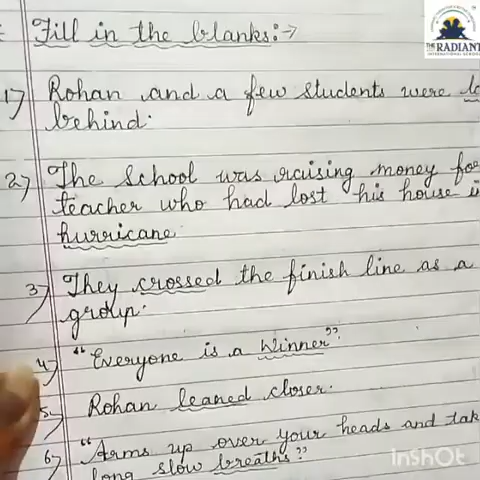 Fill in the blanks:→
THE RADIANT
INTERNATIONAL SCHOOL
1) Rohan and a few students were
behind.
2) The School was raising money for
teacher who had lost his house
hurricane.
3) They crossed the finish line as a
group.
4) "Everyone is a Winner".
5) Rohan leaned closer.
6) "Arms up over your heads and
long slow breaths"
inshOt